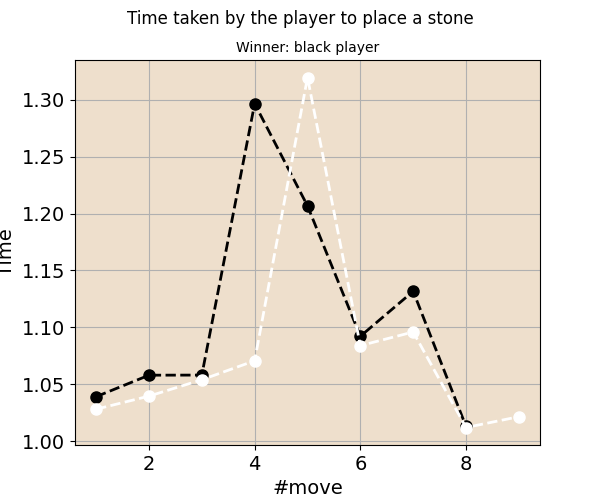 Time taken by the player to place a stone
Winner: black player
1.30
1.25
1.20
1.15
1.10
1.05
1.00
Time
2 4 6 8
#move